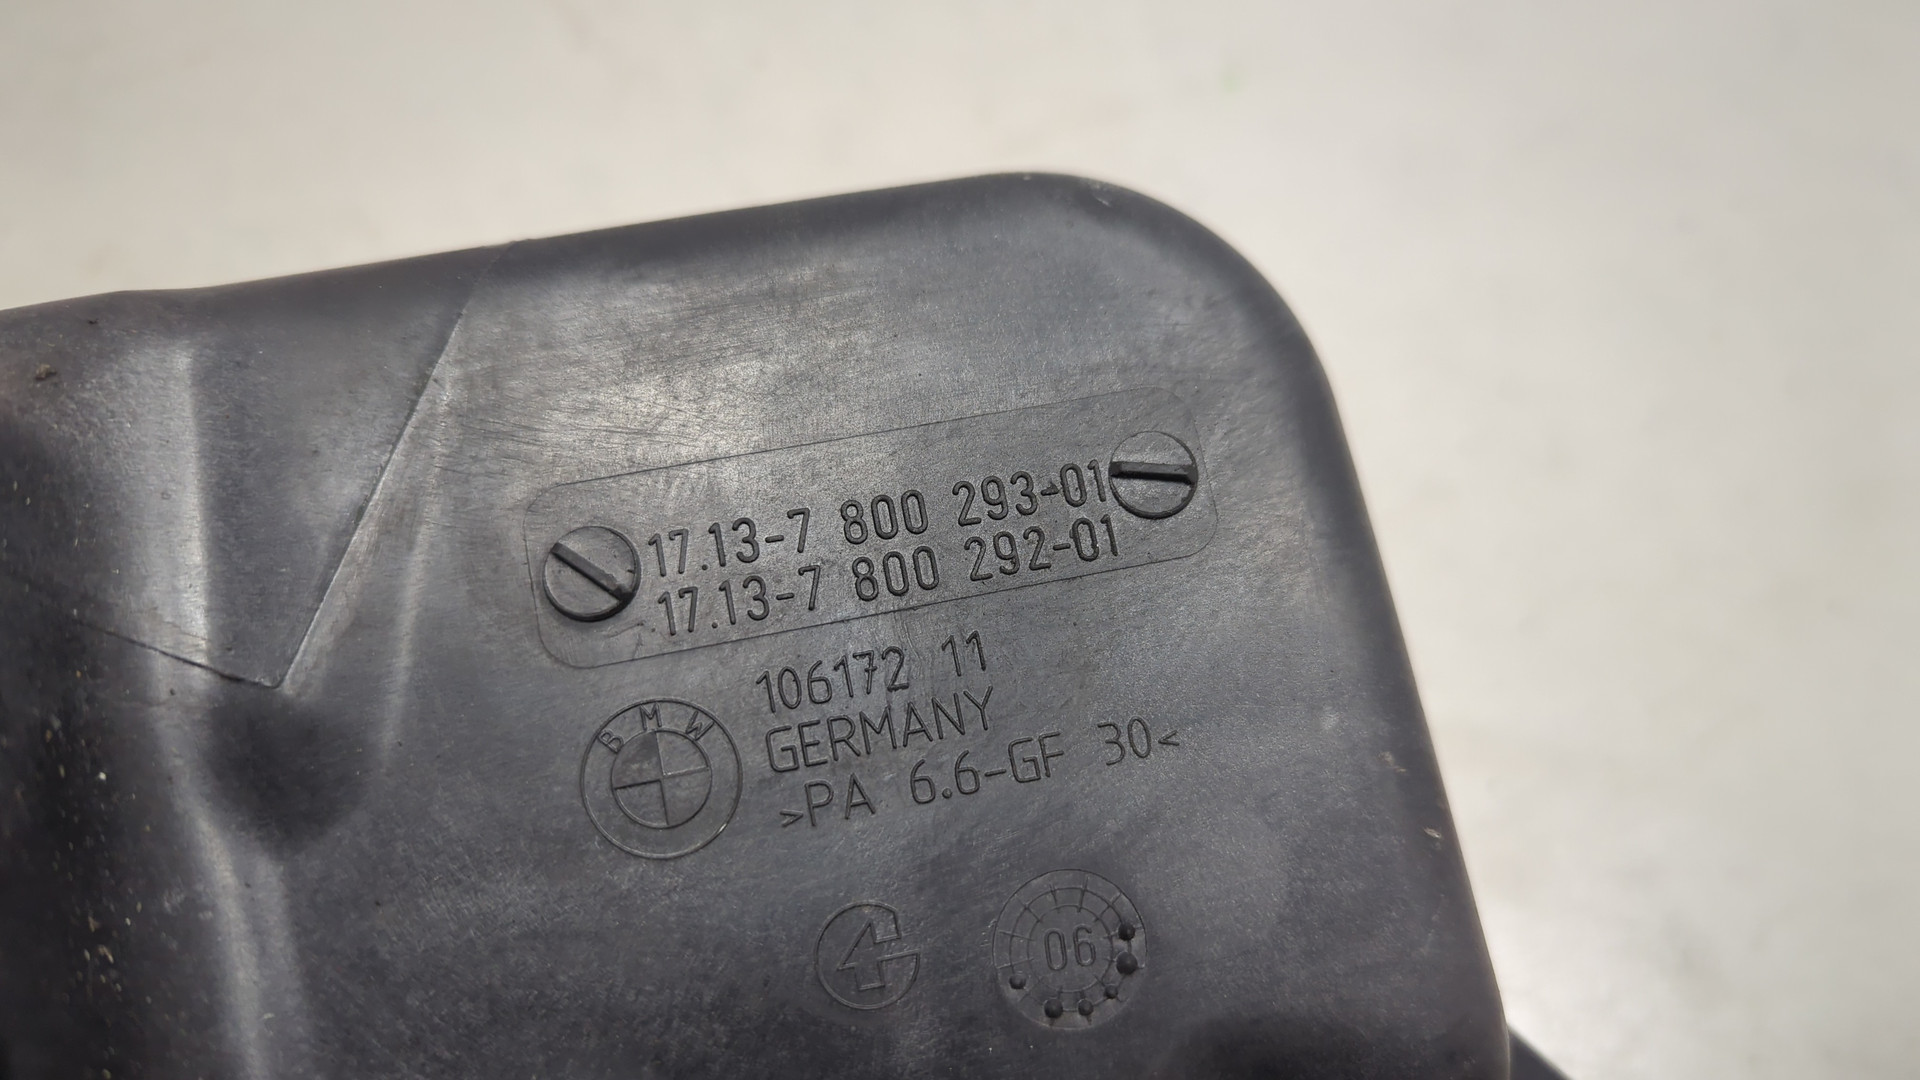 17.13-7 800 293-01
17.13-7 800 292-01
106172 11
GERMANY
>PA 6.6-GF 30<
BMW
06